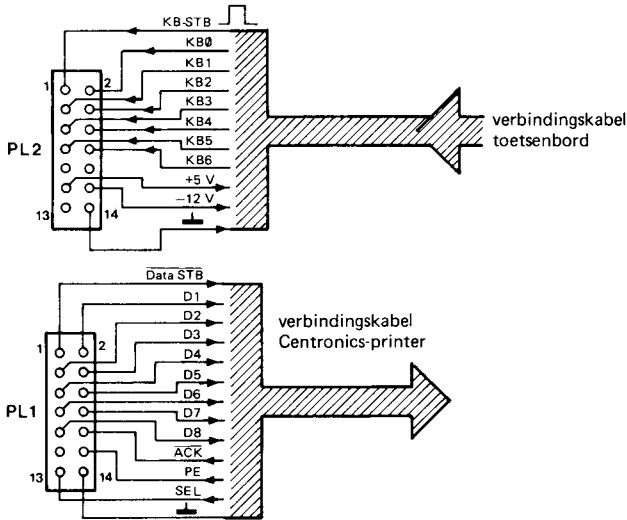 KB-STB
KBØ
KB1
KB2
KB3
KB4
KB5
KB6
+5 V
−12 V
1
2
13
14
PL2
verbindingskabel
toetsenbord
Data STB
D1
D2
D3
D4
D5
D6
D7
D8
ACK
PE
SEL
1
2
13
14
PL1
verbindingskabel
Centronics-printer